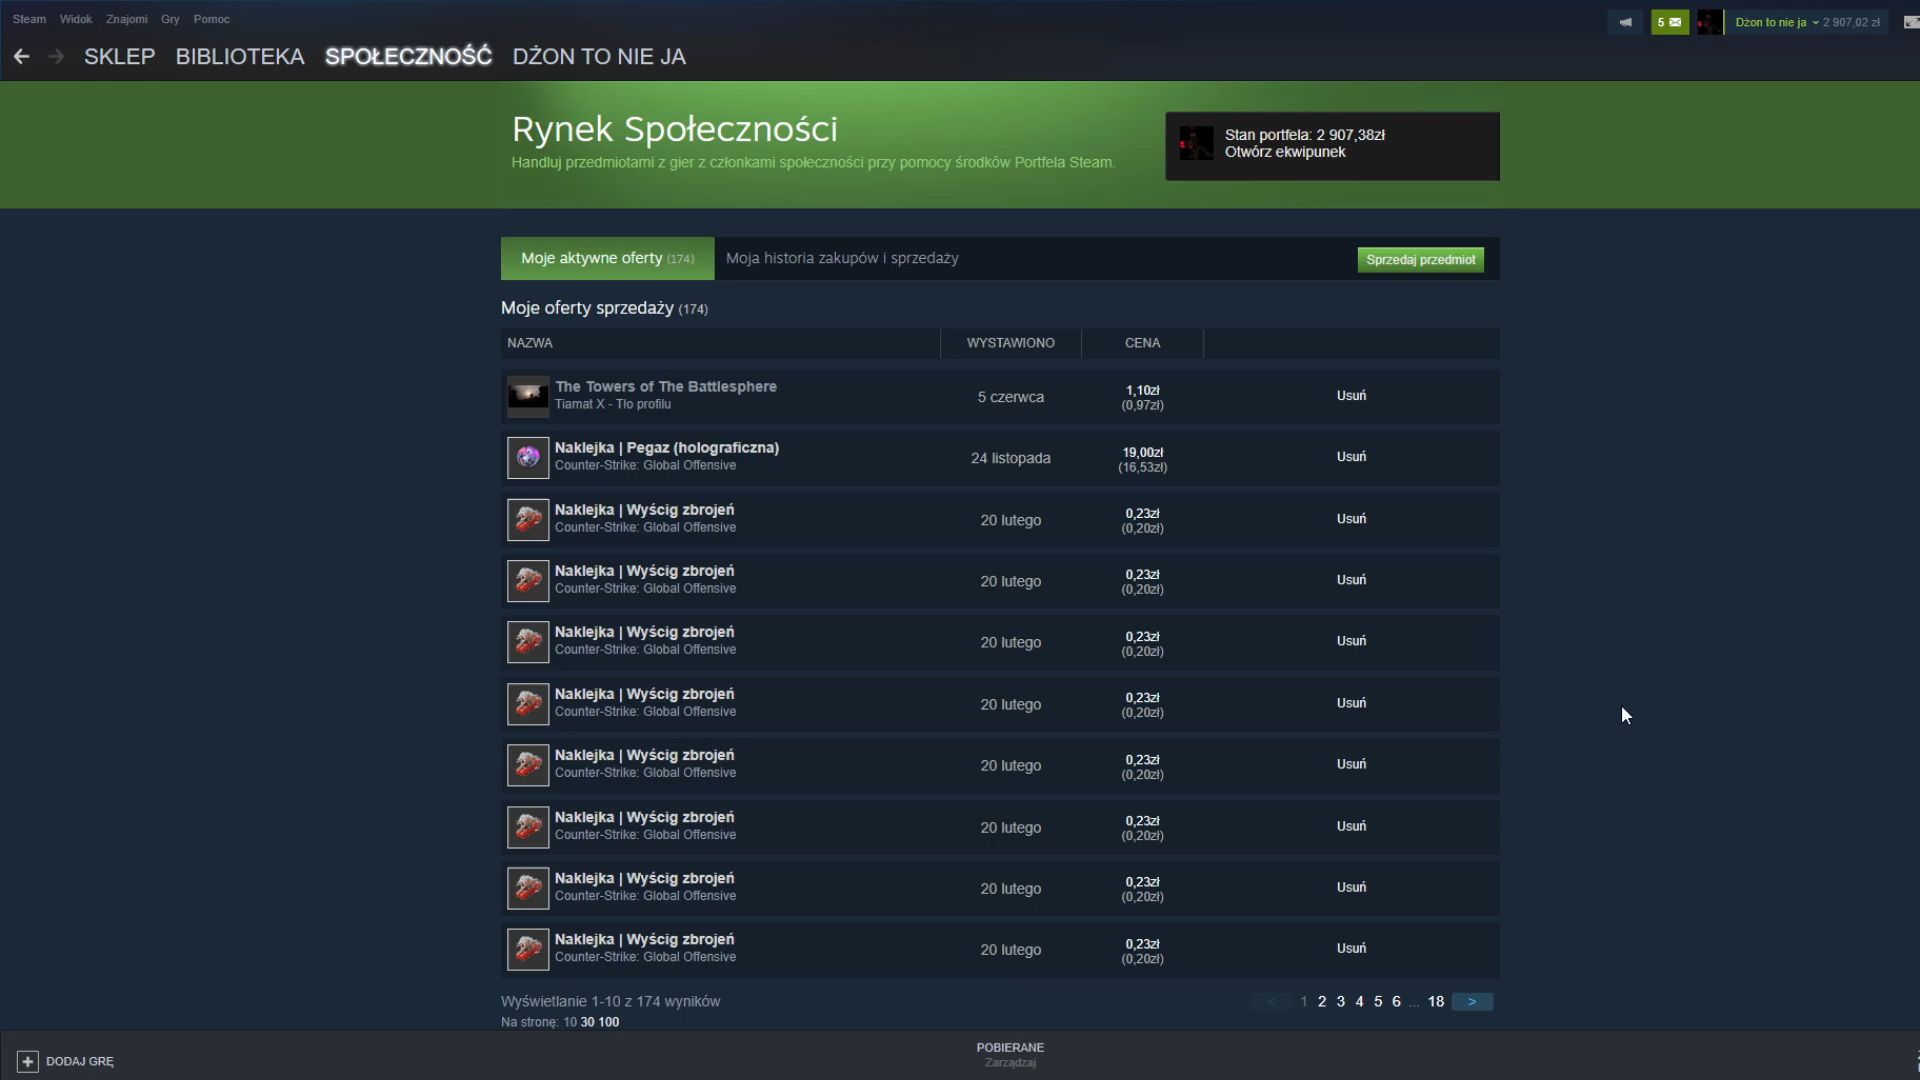 Steam Widok Znajomi Gry Pomoc
5
Dżon to nie ja 2 907,02 zł
SKLEP BIBLIOTEKA SPOŁECZNOŚĆ DŻON TO NIE JA
Rynek Społeczności
Handluj przedmiotami z gier z członkami społeczności przy pomocy środków Portfela Steam.
Stan portfela: 2 907,38zł
Otwórz ekwipunek
Moje aktywne oferty (174) Moja historia zakupów i sprzedaży Sprzedaj przedmiot
Moje oferty sprzedaży (174)
NAZWA WYSTAWIONO CENA
The Towers of The Battlesphere
Tiamat X - Tło profilu
5 czerwca
1,10zł
(0,97zł)
Usuń
Naklejka | Pegaz (holograficzna)
Counter-Strike: Global Offensive
24 listopada
19,00zł
(16,53zł)
Usuń
Naklejka | Wyścig zbrojeń
Counter-Strike: Global Offensive
20 lutego
0,23zł
(0,20zł)
Usuń
Naklejka | Wyścig zbrojeń
Counter-Strike: Global Offensive
20 lutego
0,23zł
(0,20zł)
Usuń
Naklejka | Wyścig zbrojeń
Counter-Strike: Global Offensive
20 lutego
0,23zł
(0,20zł)
Usuń
Naklejka | Wyścig zbrojeń
Counter-Strike: Global Offensive
20 lutego
0,23zł
(0,20zł)
Usuń
Naklejka | Wyścig zbrojeń
Counter-Strike: Global Offensive
20 lutego
0,23zł
(0,20zł)
Usuń
Naklejka | Wyścig zbrojeń
Counter-Strike: Global Offensive
20 lutego
0,23zł
(0,20zł)
Usuń
Naklejka | Wyścig zbrojeń
Counter-Strike: Global Offensive
20 lutego
0,23zł
(0,20zł)
Usuń
Naklejka | Wyścig zbrojeń
Counter-Strike: Global Offensive
20 lutego
0,23zł
(0,20zł)
Usuń
Wyświetlanie 1-10 z 174 wyników
< 1 2 3 4 5 6 ... 18 >
Na stronę: 10 30 100
+ DODAJ GRĘ
POBIERANE
Zarządzaj